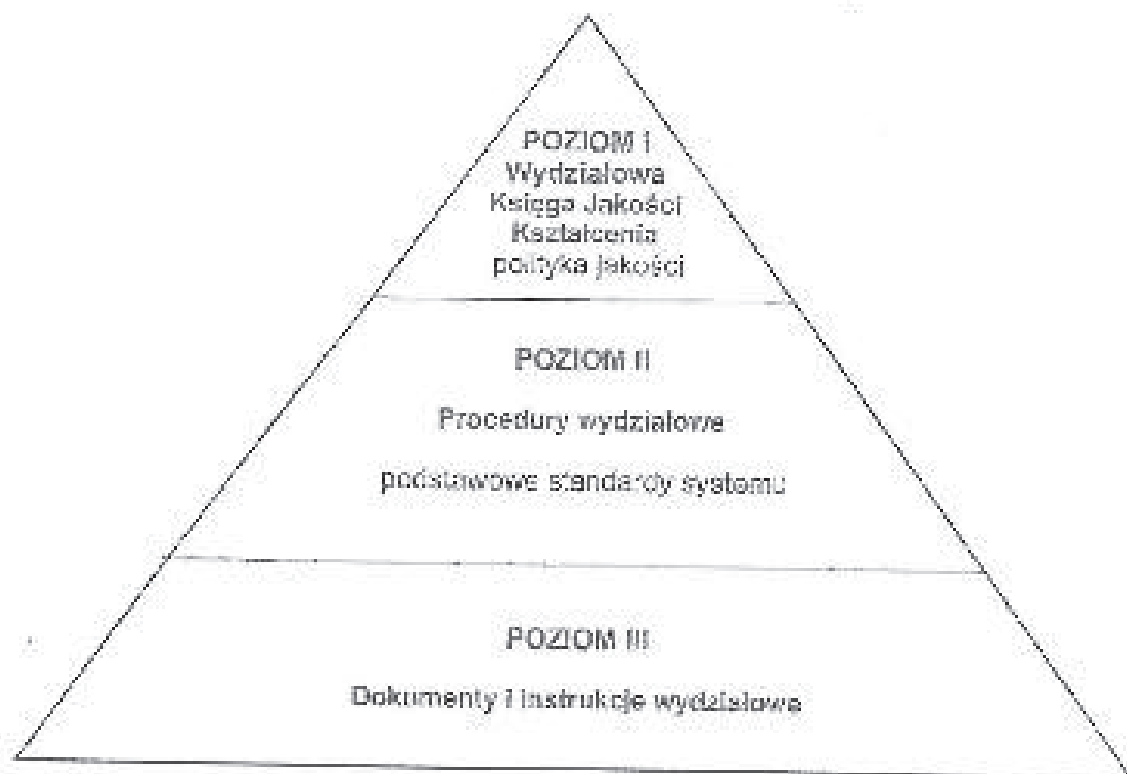 POZIOM I
Wydziałowa
Księga Jakości
Kształcenia
polityka jakości
POZIOM II
Procedury wydziałowe
podstawowe standardy systemu
POZIOM III
Dokumenty i instrukcje wydziałowe